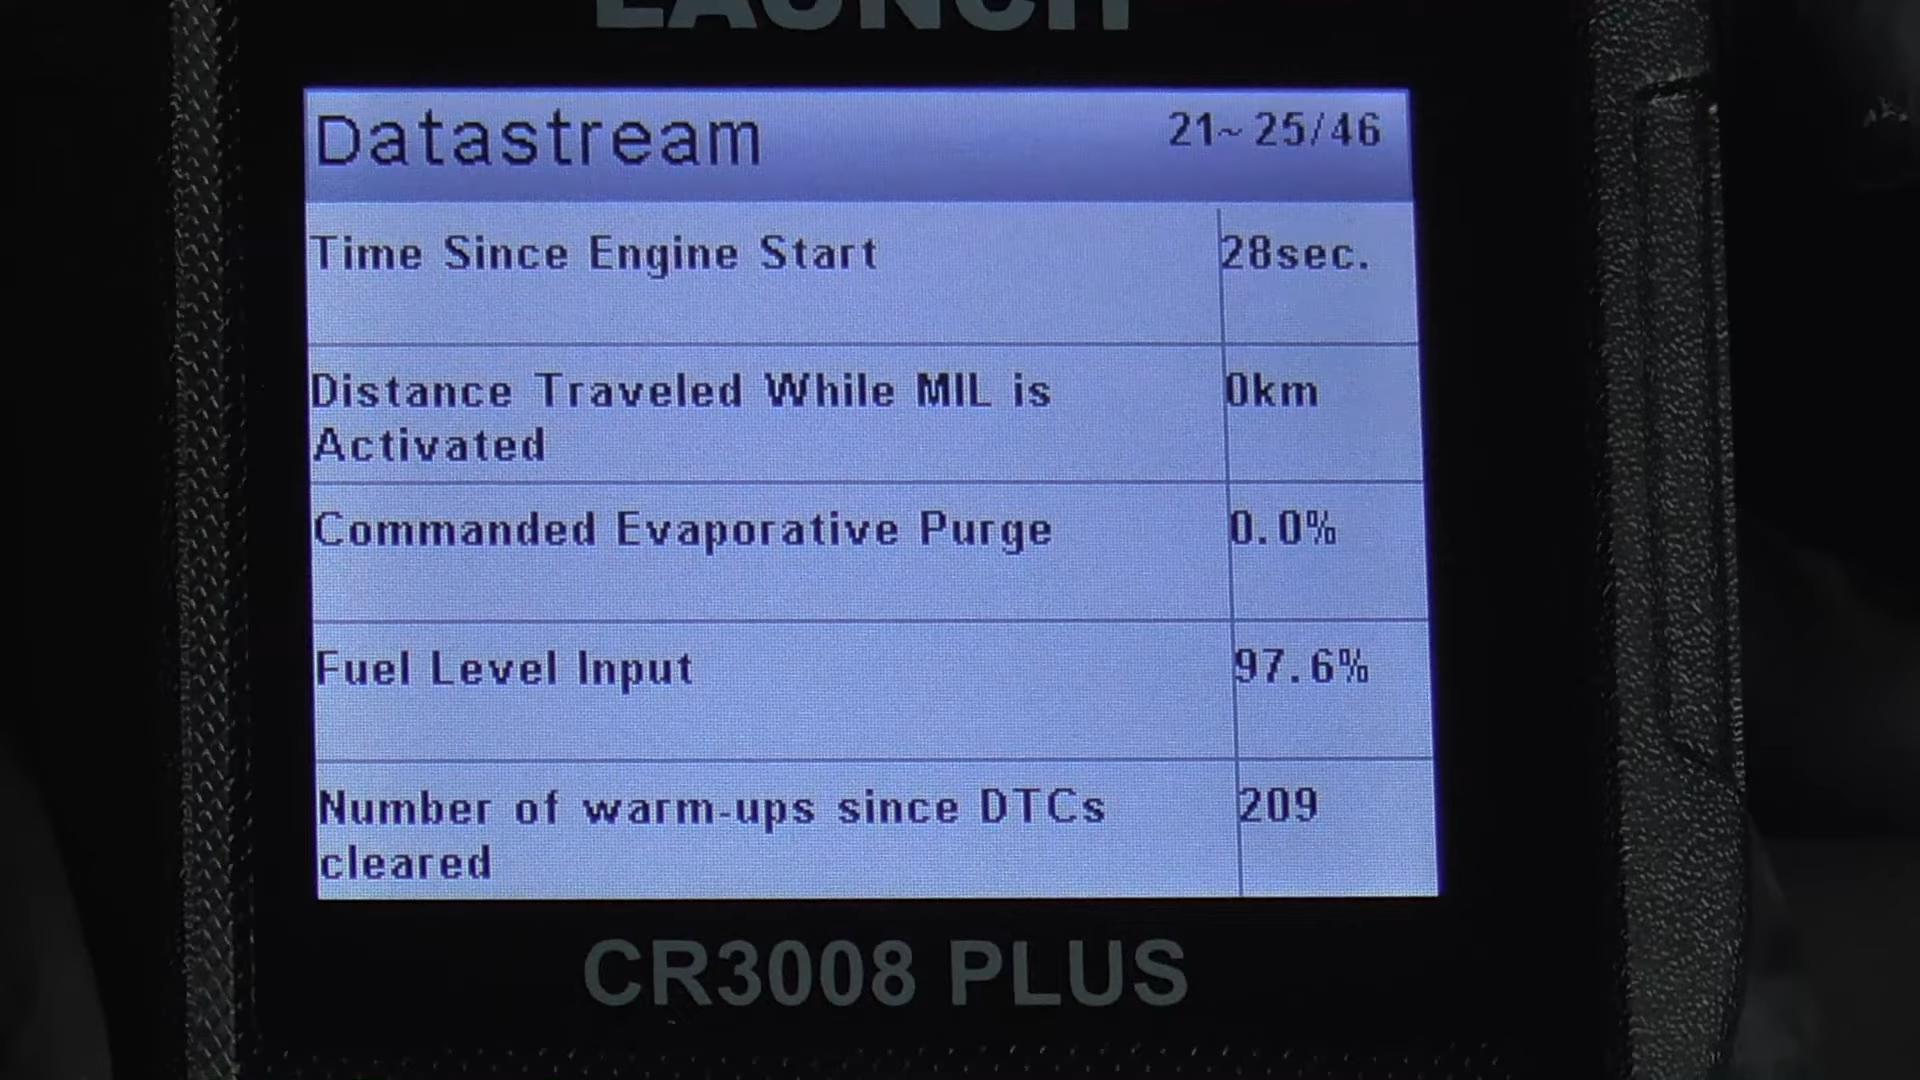 LAUNCH
Datastream 21~25/46
Time Since Engine Start 28sec.
Distance Traveled While MIL is 0km
Activated
Commanded Evaporative Purge 0.0%
Fuel Level Input 97.6%
Number of warm-ups since DTCs 209
cleared
CR3008 PLUS